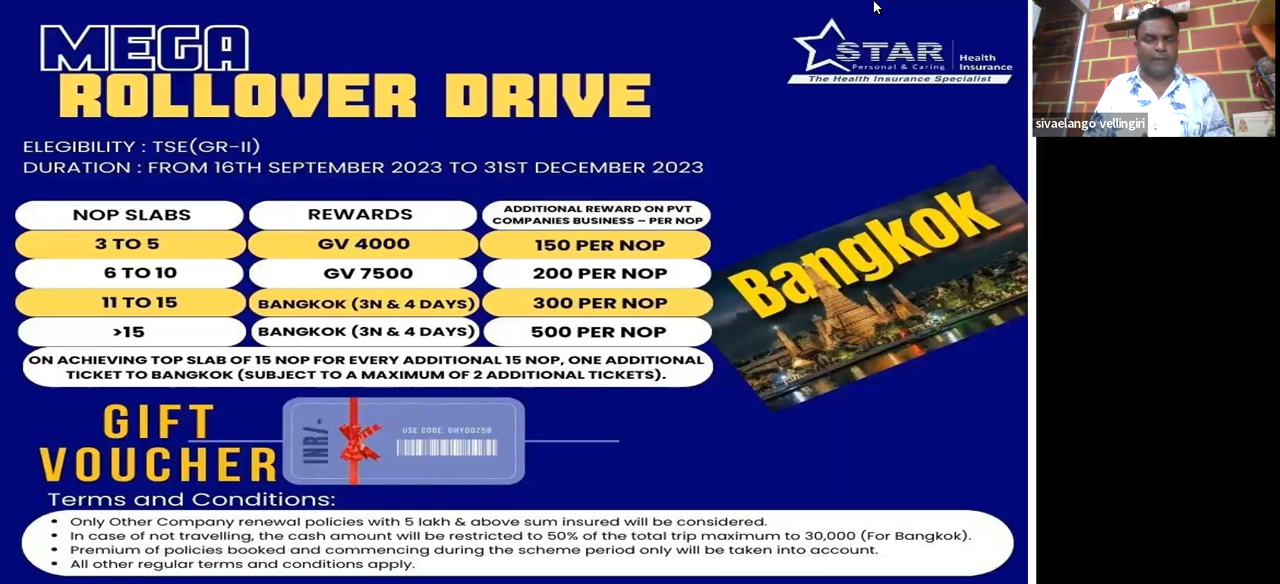 MEGA
ROLLOVER DRIVE
STAR Health
Personal & Caring Insurance
The Health Insurance Specialist
sivaelango vellingiri
ELEGIBILITY : TSE(GR-II)
DURATION : FROM 16TH SEPTEMBER 2023 TO 31ST DECEMBER 2023
NOP SLABS REWARDS ADDITIONAL REWARD ON PVT
COMPANIES BUSINESS – PER NOP
3 TO 5 GV 4000 150 PER NOP
6 TO 10 GV 7500 200 PER NOP
11 TO 15 BANGKOK (3N & 4 DAYS) 300 PER NOP
>15 BANGKOK (3N & 4 DAYS) 500 PER NOP
ON ACHIEVING TOP SLAB OF 15 NOP FOR EVERY ADDITIONAL 15 NOP, ONE ADDITIONAL
TICKET TO BANGKOK (SUBJECT TO A MAXIMUM OF 2 ADDITIONAL TICKETS).
Bangkok
GIFT
VOUCHER
INR/-
USE CODE: GHY0025B
Terms and Conditions:
• Only Other Company renewal policies with 5 lakh & above sum insured will be considered.
• In case of not travelling, the cash amount will be restricted to 50% of the total trip maximum to 30,000 (For Bangkok).
• Premium of policies booked and commencing during the scheme period only will be taken into account.
• All other regular terms and conditions apply.